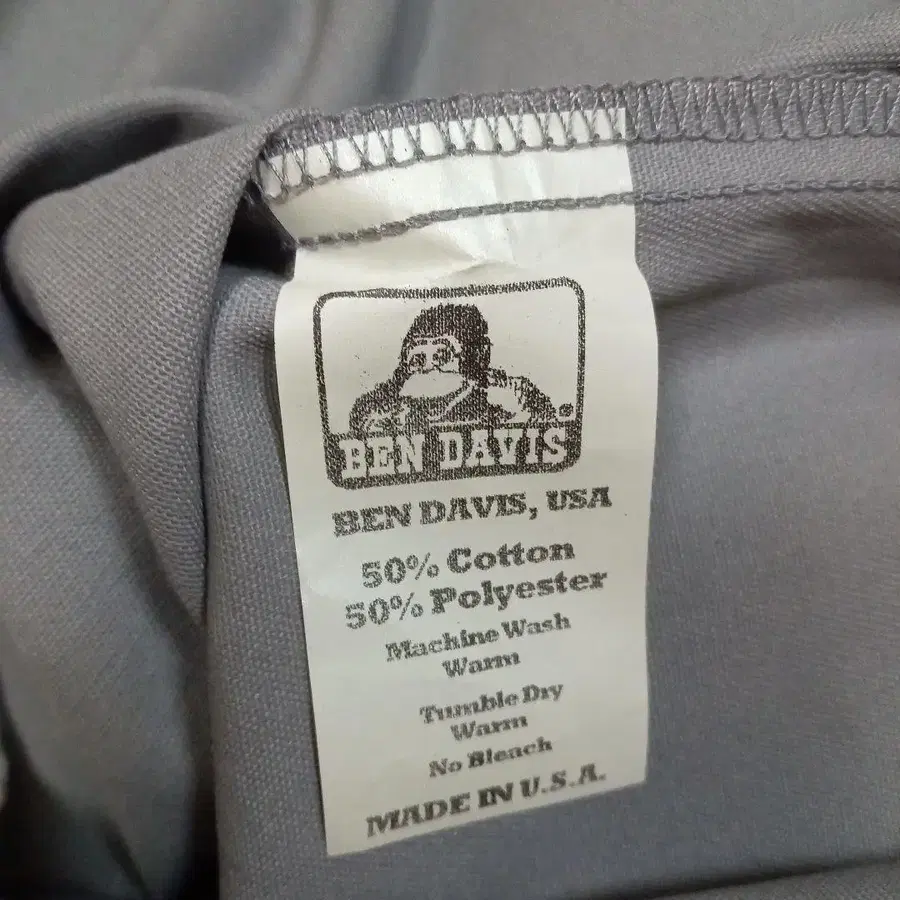 BEN DAVIS
BEN DAVIS, USA
50% Cotton
50% Polyester
Machine Wash
Warm
Tumble Dry
Warm
No Bleach
MADE IN U.S.A.